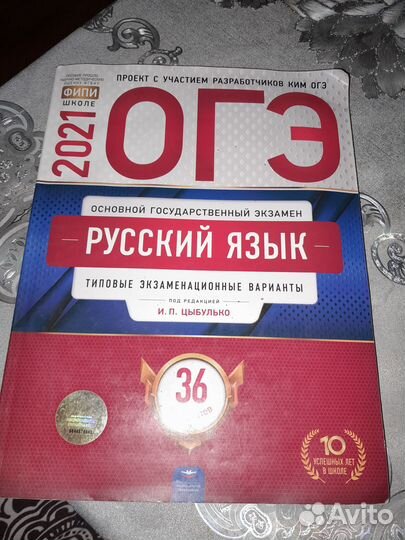 ПРОЕКТ С УЧАСТИЕМ РАЗРАБОТЧИКОВ КИМ ОГЭ
ФИПИ
ШКОЛЕ
2021
ОГЭ
ОСНОВНОЙ ГОСУДАРСТВЕННЫЙ ЭКЗАМЕН
РУССКИЙ ЯЗЫК
ТИПОВЫЕ ЭКЗАМЕНАЦИОННЫЕ ВАРИАНТЫ
ПОД РЕДАКЦИЕЙ
И. П. ЦЫБУЛЬКО
36
10
УСПЕШНЫХ ЛЕТ
В ШКОЛЕ
Avito